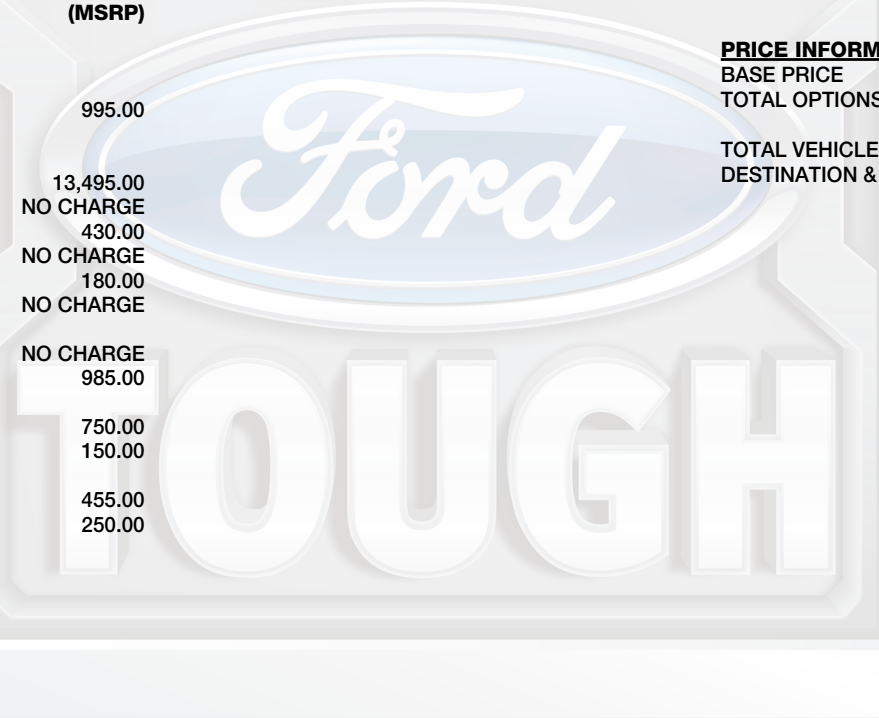 (MSRP)
995.00
13,495.00
NO CHARGE
430.00
NO CHARGE
180.00
NO CHARGE
NO CHARGE
985.00
750.00
150.00
455.00
250.00
PRICE INFORM
BASE PRICE
TOTAL OPTIONS
TOTAL VEHICLE
DESTINATION &
Ford
TOUGH